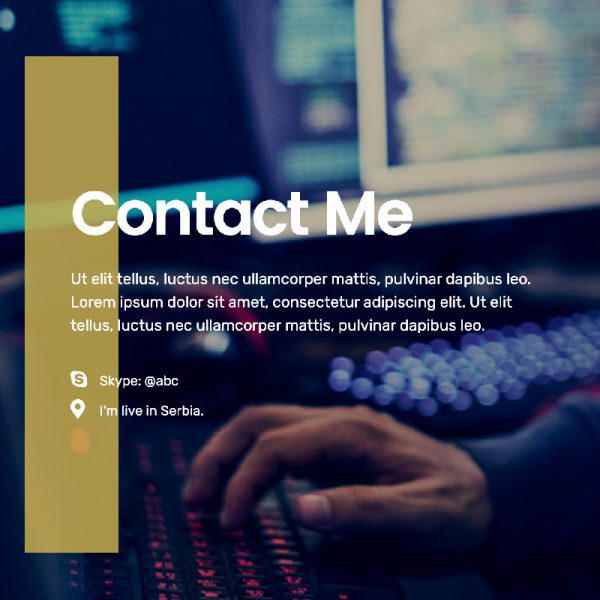 Contact Me
Ut elit tellus, luctus nec ullamcorper mattis, pulvinar dapibus leo.
Lorem ipsum dolor sit amet, consectetur adipiscing elit. Ut elit
tellus, luctus nec ullamcorper mattis, pulvinar dapibus leo.
Skype: @abc
I'm live in Serbia.